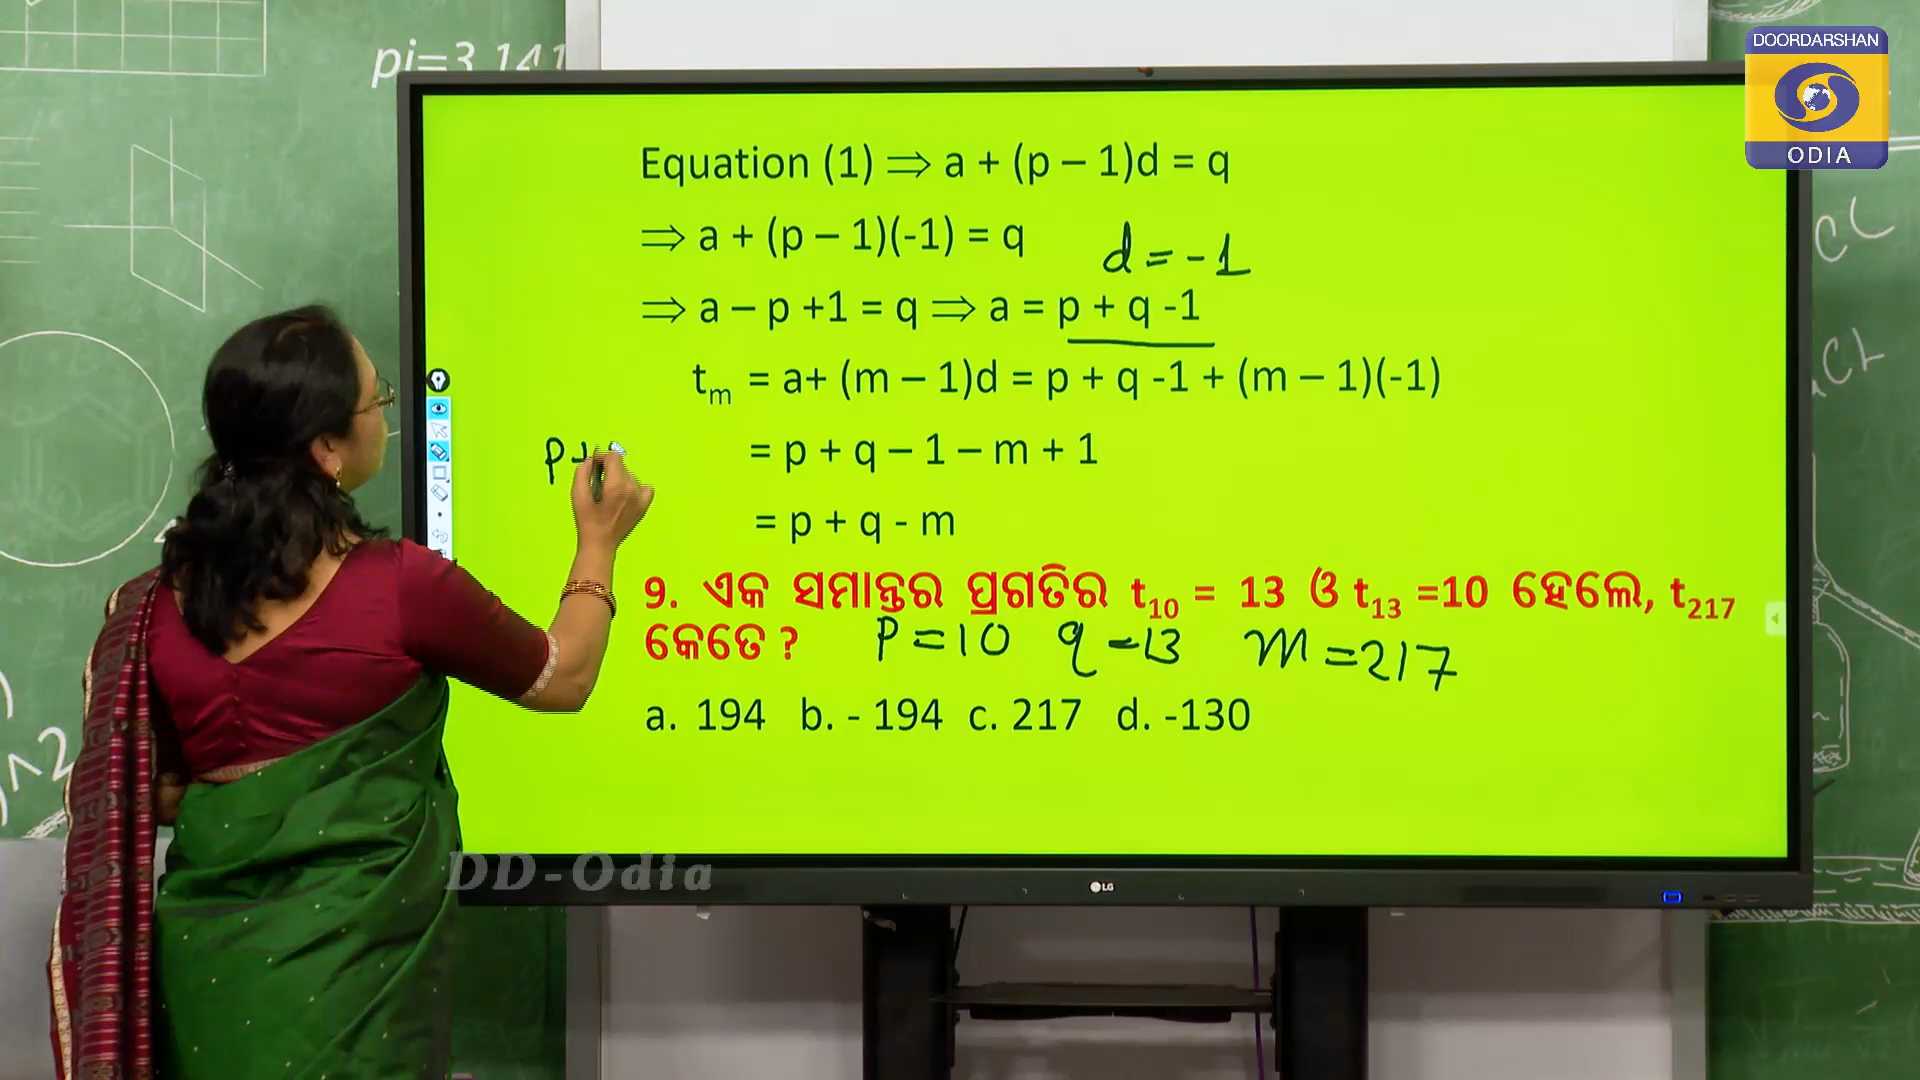 pi=3.141
DOORDARSHAN
ODIA
Equation (1) ⇒ a + (p – 1)d = q
⇒ a + (p – 1)(-1) = q
d = -1
⇒ a – p +1 = q ⇒ a = p + q -1
tₘ = a+ (m – 1)d = p + q -1 + (m – 1)(-1)
p+
= p + q – 1 – m + 1
= p + q - m
9. ଏକ ସମାନ୍ତର ପ୍ରଗତିର t₁₀ = 13 ଓ t₁₃ =10 ହେଲେ, t₂₁₇
କେତେ ? P = 10 q = 13 m = 217
a. 194 b. - 194 c. 217 d. -130
DD-Odia
LG